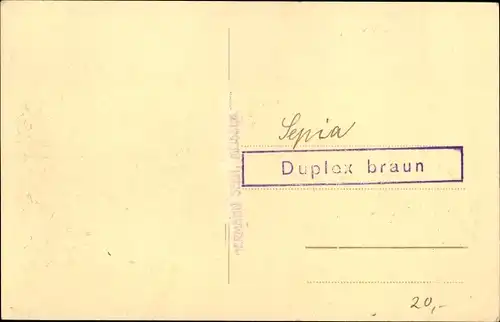 Sepia
Duplex braun
20,-